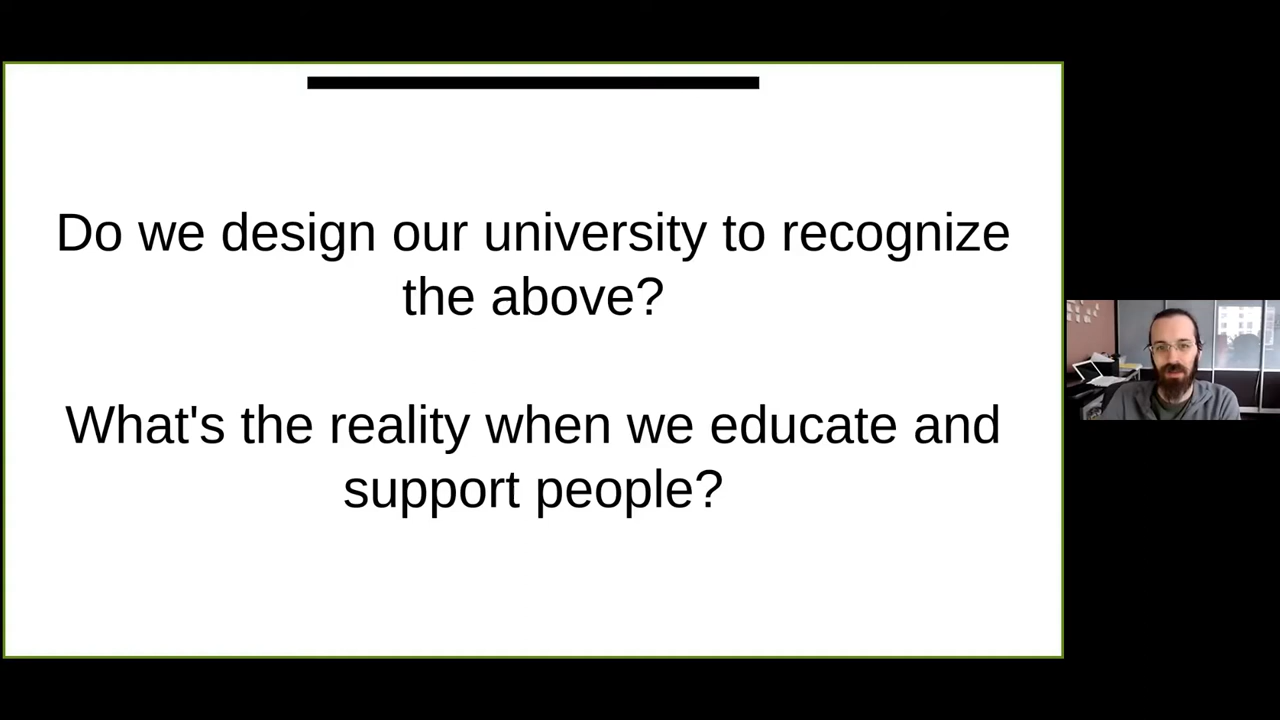 Do we design our university to recognize
the above?
What's the reality when we educate and
support people?